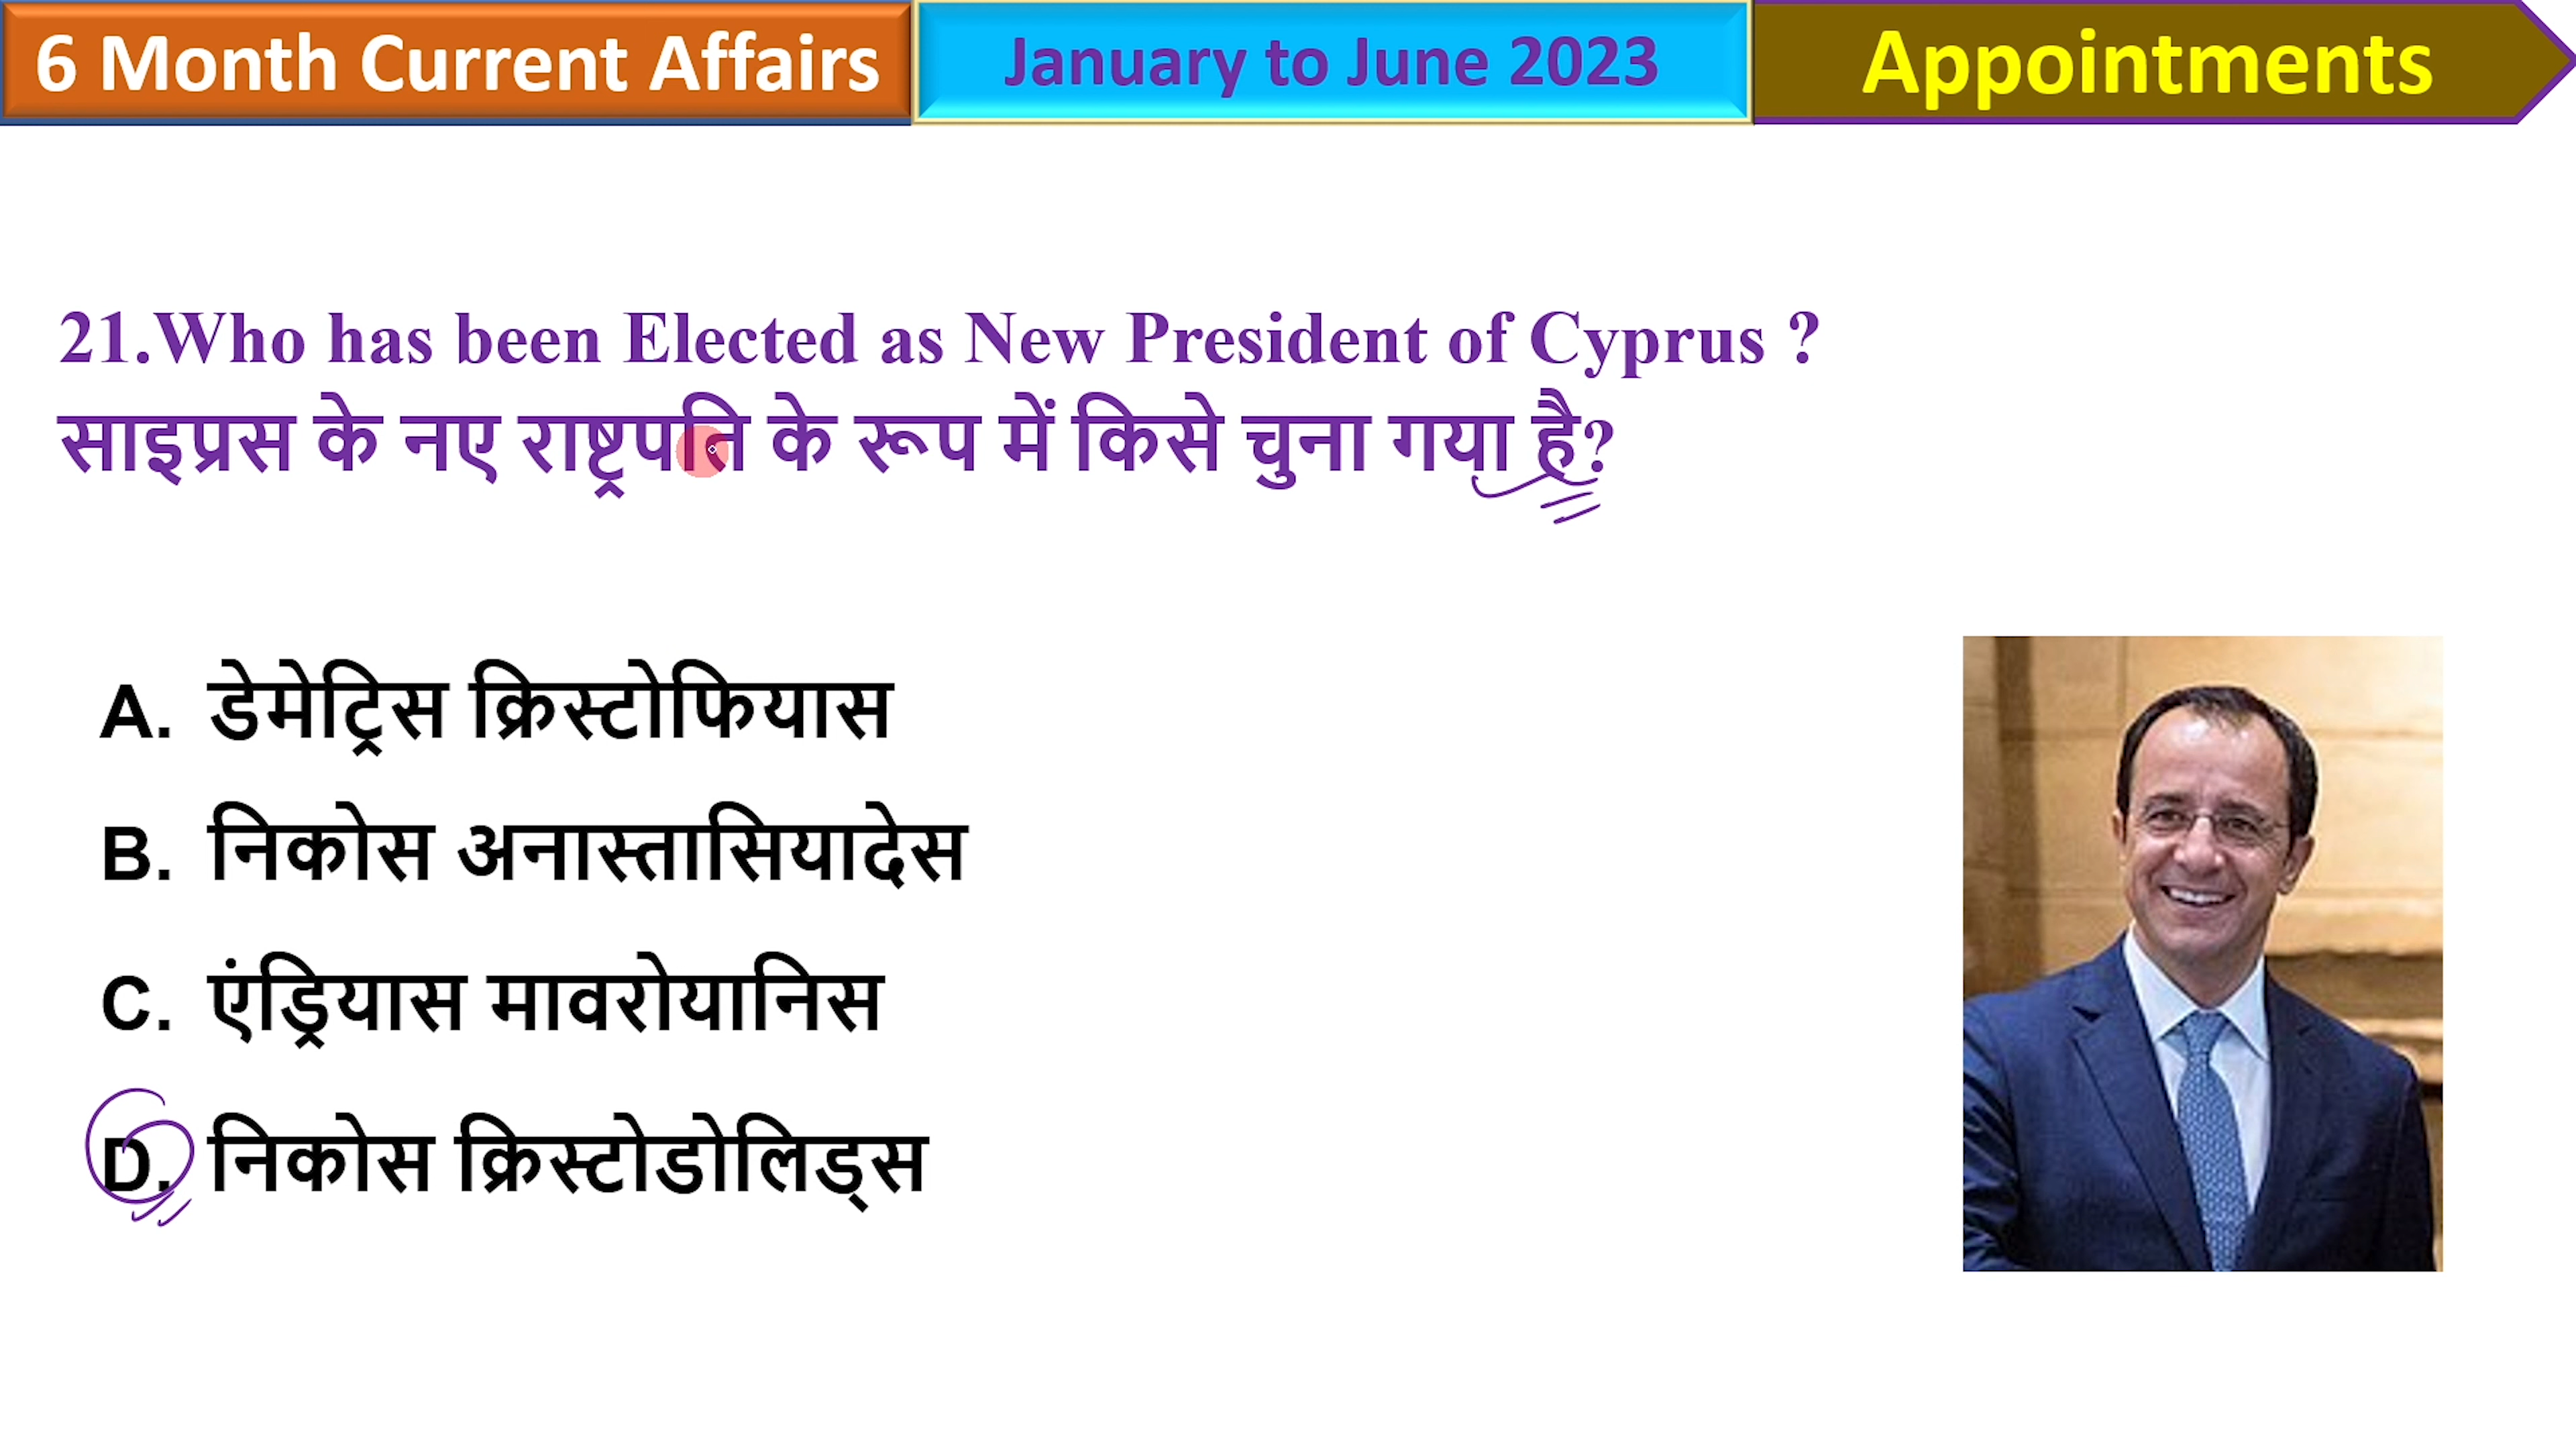 6 Month Current Affairs
January to June 2023
Appointments
21.Who has been Elected as New President of Cyprus ?
साइप्रस के नए राष्ट्रपति के रूप में किसे चुना गया है?
A. डेमेट्रिस क्रिस्टोफियास
B. निकोस अनास्तासियादेस
C. एंड्रियास मावरोयानिस
D. निकोस क्रिस्टोडोलिड्स